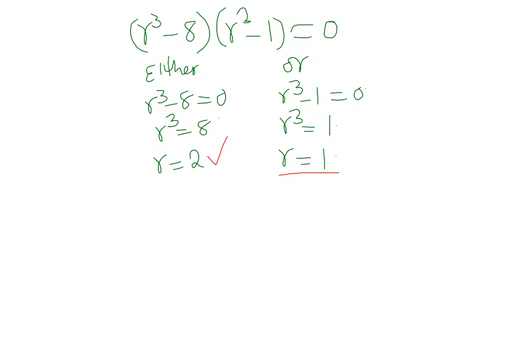 (r³ - 8)(r² - 1) = 0
Either or
r³ - 8 = 0 r³ - 1 = 0
r³ = 8 r³ = 1
r = 2 ✓ r = 1